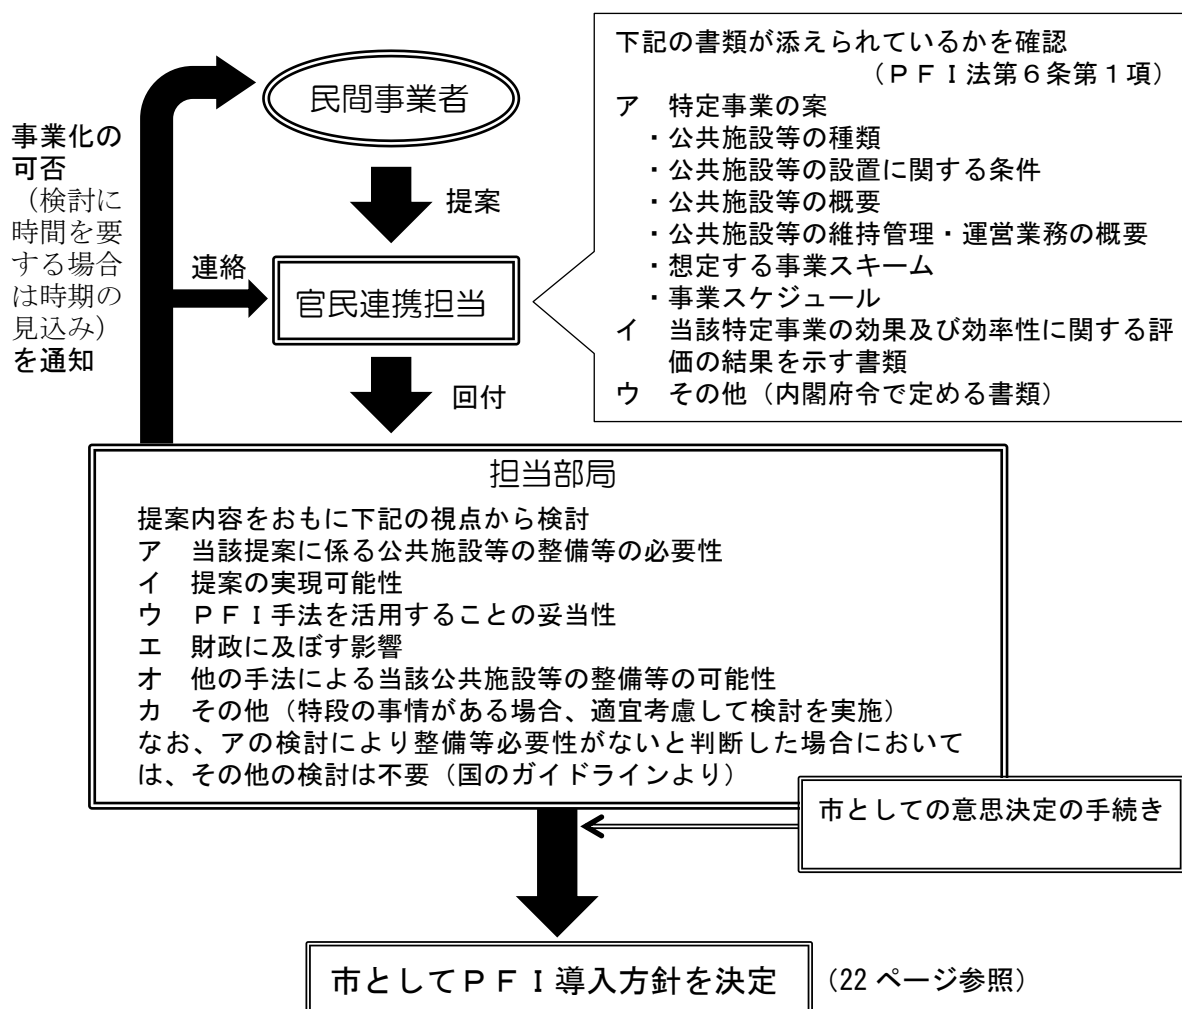 民間事業者
事業化の
可否
（検討に
時間を要
する場合
は時期の
見込み）
を通知
提案
連絡
官民連携担当
回付
下記の書類が添えられているかを確認
（ＰＦＩ法第６条第１項）
ア　特定事業の案
・公共施設等の種類
・公共施設等の設置に関する条件
・公共施設等の概要
・公共施設等の維持管理・運営業務の概要
・想定する事業スキーム
・事業スケジュール
イ　当該特定事業の効果及び効率性に関する評
価の結果を示す書類
ウ　その他（内閣府令で定める書類）
担当部局
提案内容をおもに下記の視点から検討
ア　当該提案に係る公共施設等の整備等の必要性
イ　提案の実現可能性
ウ　ＰＦＩ手法を活用することの妥当性
エ　財政に及ぼす影響
オ　他の手法による当該公共施設等の整備等の可能性
カ　その他（特段の事情がある場合、適宜考慮して検討を実施）
なお、アの検討により整備等必要性がないと判断した場合において
は、その他の検討は不要（国のガイドラインより）
市としての意思決定の手続き
市としてＰＦＩ導入方針を決定
（22 ページ参照）